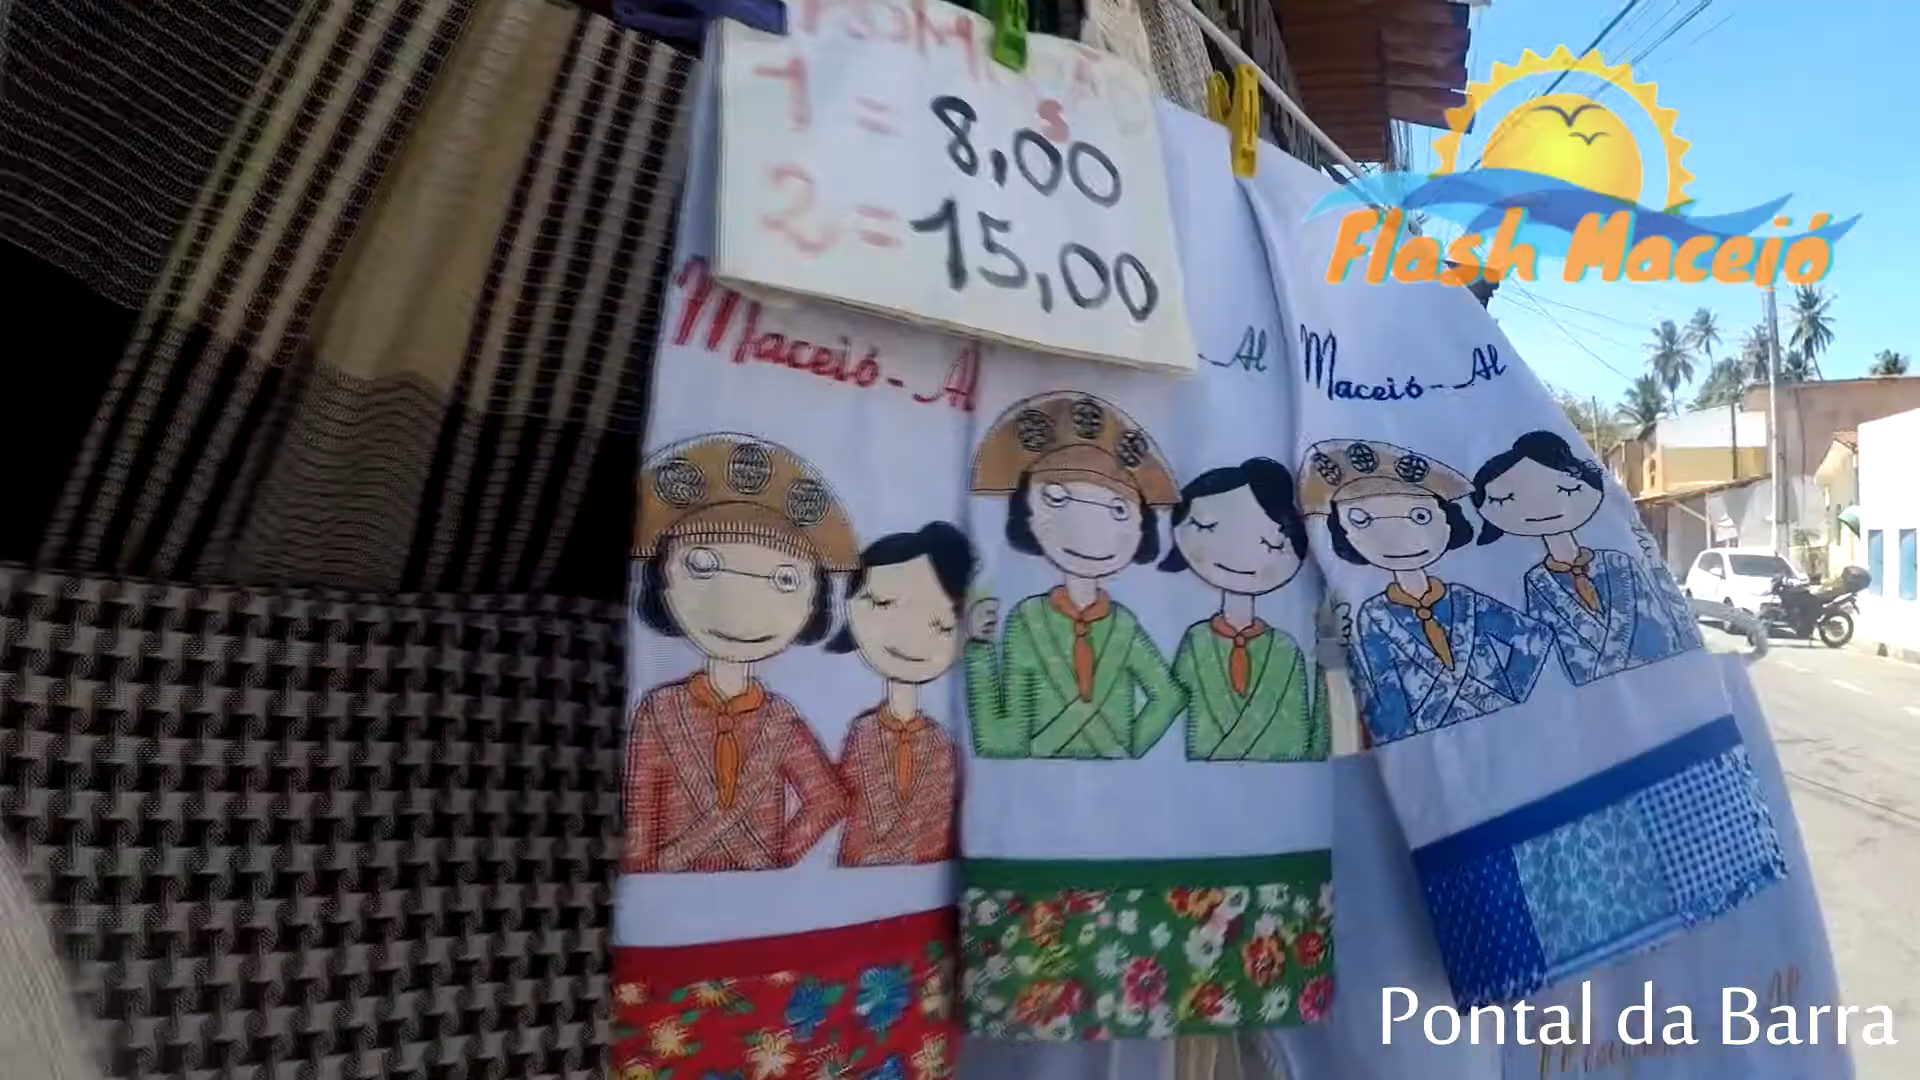 1 = 8,00
2 = 15,00
Flash Maceió
Maceió - Al
Al
Maceió - Al
Pontal da Barra